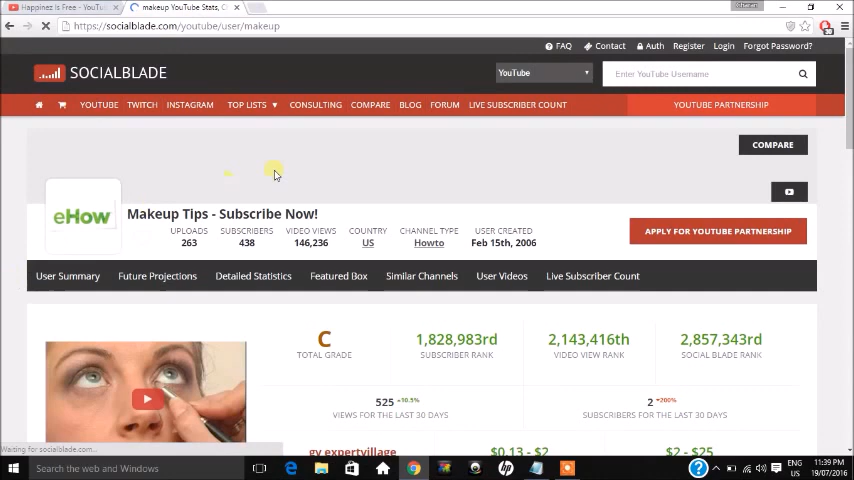 Happinez Is Free - YouTu
makeup YouTube Stats, C
https://socialblade.com/youtube/user/makeup
FAQ Contact Auth Register Login Forgot Password?
SOCIALBLADE
YouTube
Enter YouTube Username
YOUTUBE TWITCH INSTAGRAM TOP LISTS CONSULTING COMPARE BLOG FORUM LIVE SUBSCRIBER COUNT YOUTUBE PARTNERSHIP
COMPARE
eHow
Makeup Tips - Subscribe Now!
UPLOADS SUBSCRIBERS VIDEO VIEWS COUNTRY CHANNEL TYPE USER CREATED
263 438 146,236 US Howto Feb 15th, 2006
APPLY FOR YOUTUBE PARTNERSHIP
User Summary Future Projections Detailed Statistics Featured Box Similar Channels User Videos Live Subscriber Count
C 1,828,983rd 2,143,416th 2,857,343rd
TOTAL GRADE SUBSCRIBER RANK VIDEO VIEW RANK SOCIAL BLADE RANK
525 +30.5% 2 +200%
VIEWS FOR THE LAST 30 DAYS SUBSCRIBERS FOR THE LAST 30 DAYS
gy expertvillage $0.13 - $2 $2 - $25
Waiting for socialblade.com...
Search the web and Windows
ENG 11:39 PM
US 19/07/2016